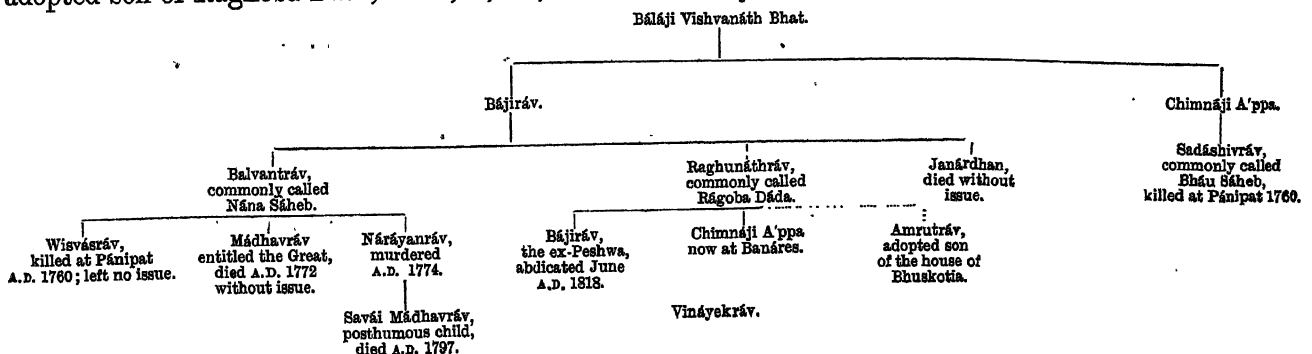 adopted son of Rághobá
Báláji Vishvanáth Bhat.
Bájiráv.
Chimnáji A'ppa.
Balvantráv,
commonly called
Nána Sáheb.
Raghunáthráv,
commonly called
Rágoba Dáda.
Janárdhan,
died without
issue.
Sadáshivráv,
commonly called
Bháu Sáheb,
killed at Pánipat 1760.
Wisvásráv,
killed at Pánipat
A.D. 1760; left no issue.
Mádhavráv
entitled the Great,
died A.D. 1772
without issue.
Náráyanráv,
murdered
A.D. 1774.
Bájiráv,
the ex-Peshwa,
abdicated June
A.D. 1818.
Chimnáji A'ppa
now at Banáres.
Amrutráv,
adopted son
of the house of
Bhuskotia.
Savái Mádhavráv,
posthumous child,
died A.D. 1797.
Vináyekráv.